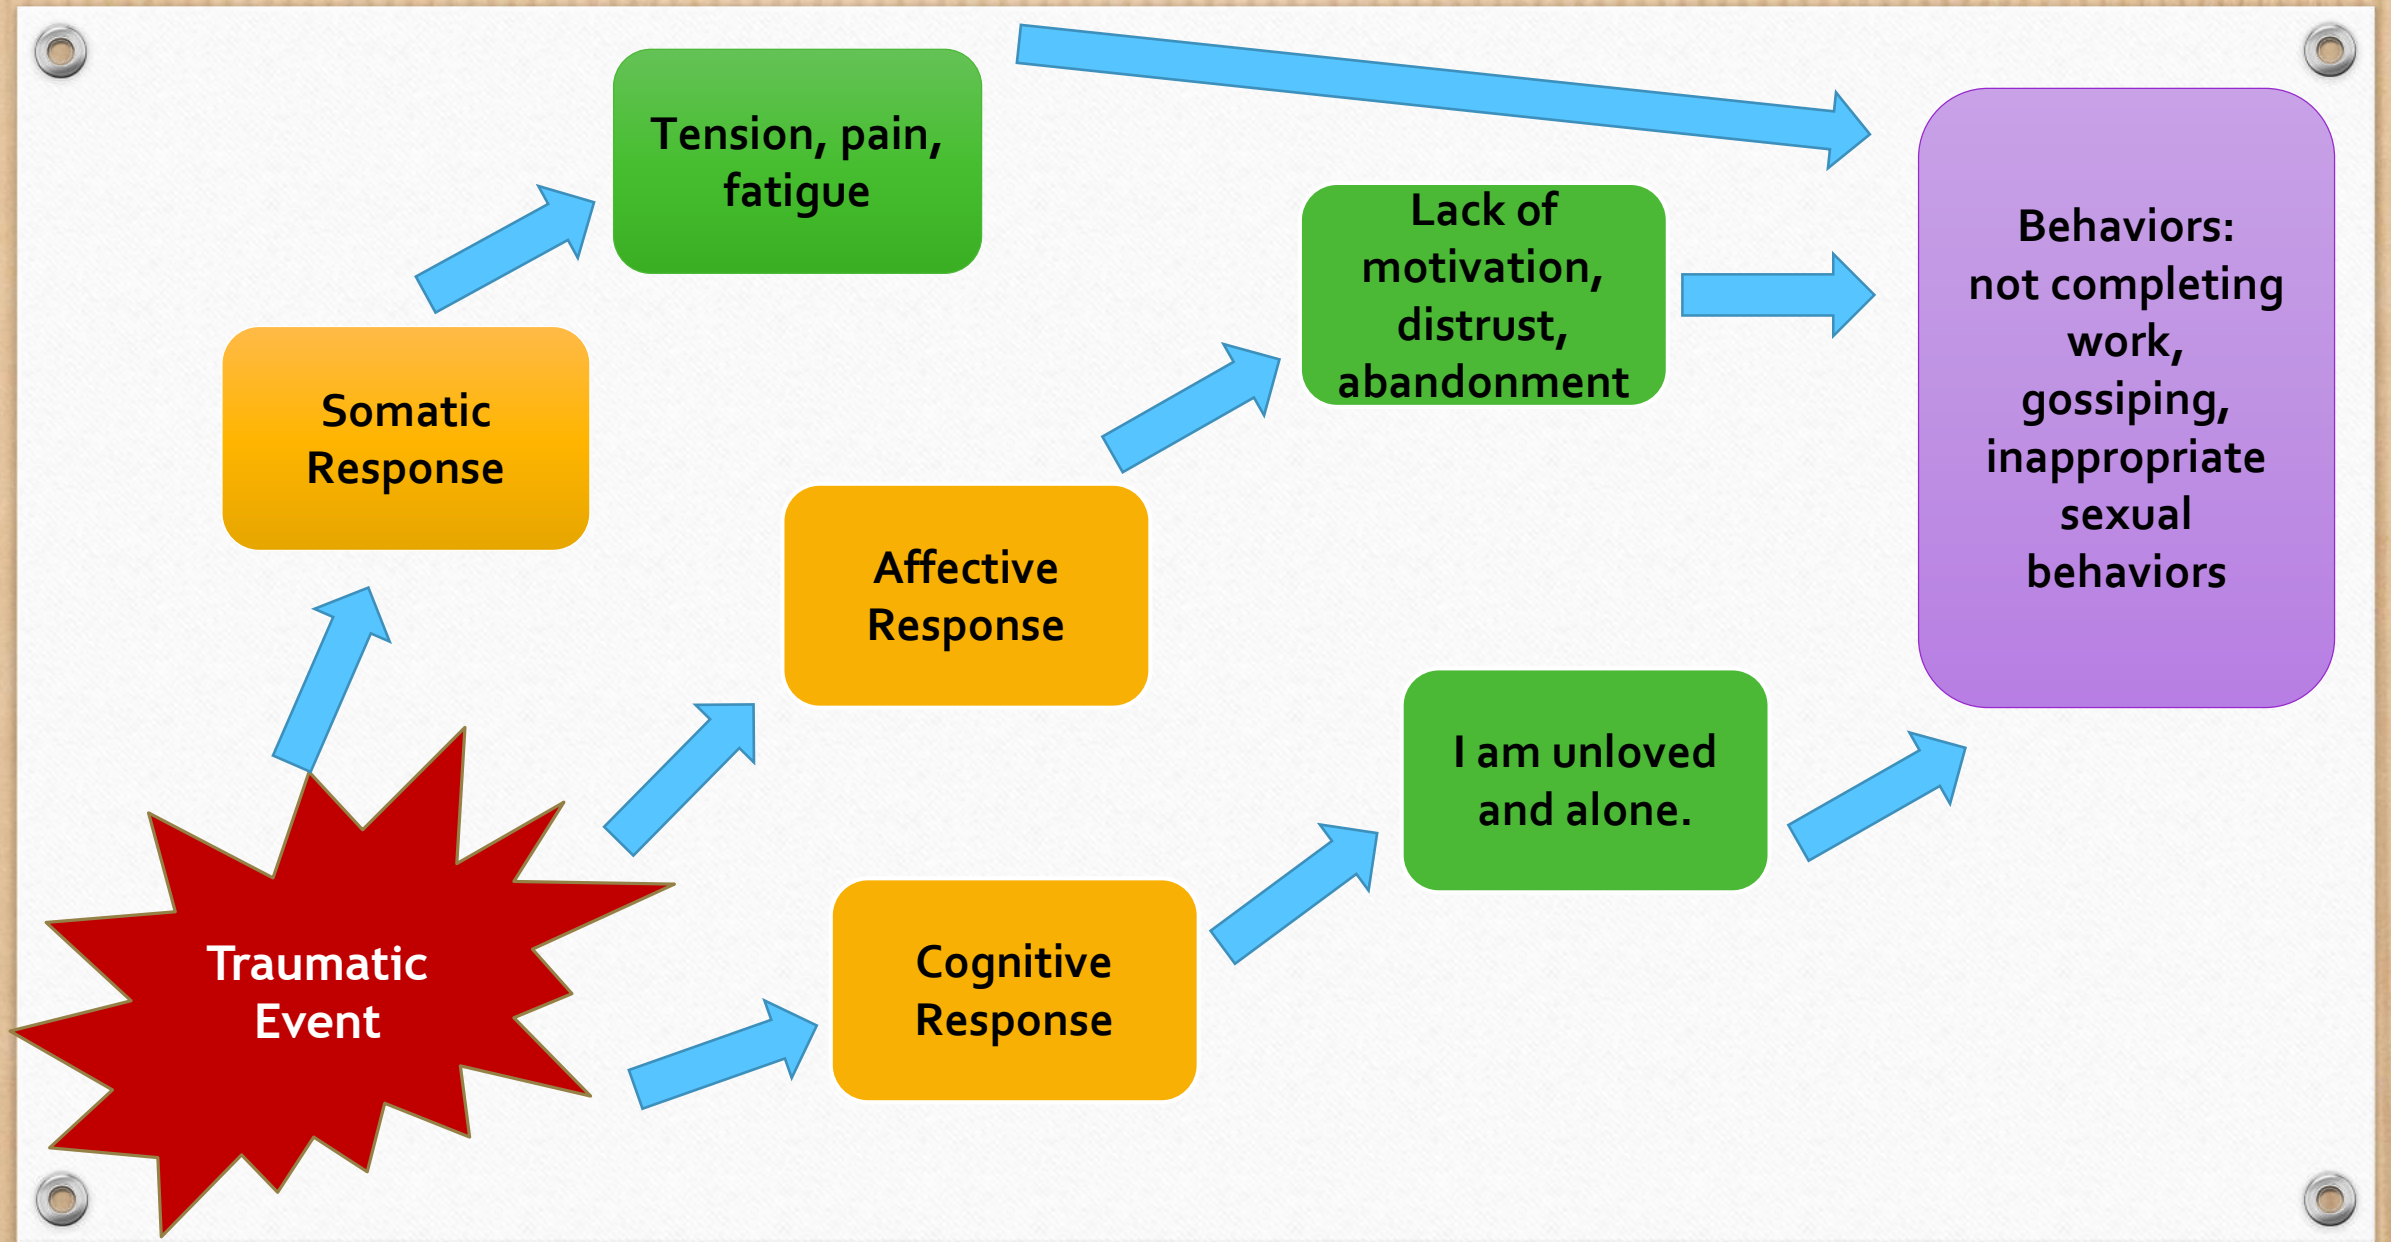 Tension, pain,
fatigue
Lack of
motivation,
distrust,
abandonment
Behaviors:
not completing
work,
gossiping,
inappropriate
sexual
behaviors
Somatic
Response
Affective
Response
I am unloved
and alone.
Cognitive
Response
Traumatic
Event